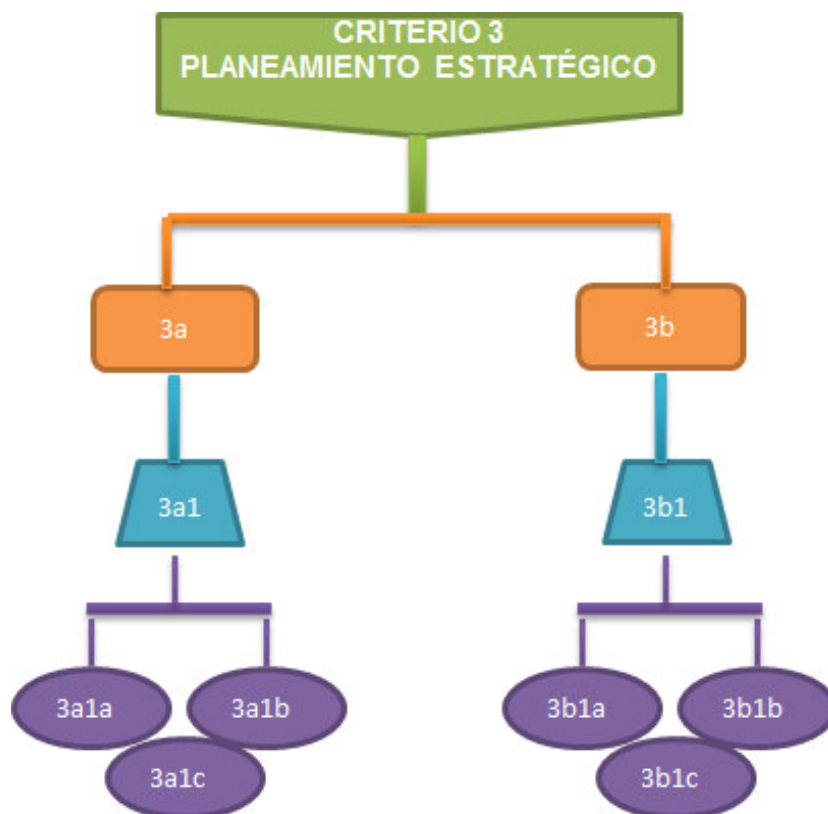 CRITERIO 3
PLANEAMIENTO ESTRATÉGICO
3a
3b
3a1
3b1
3a1a
3a1b
3b1a
3b1b
3a1c
3b1c